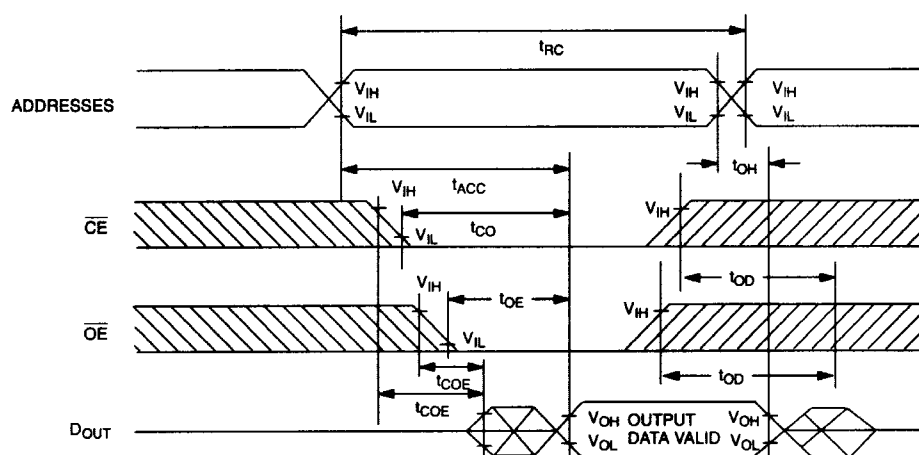 tRC
ADDRESSES
VIH VIH VIH
VIL VIL VIL
tOH
tACC
CE VIH VIH
tCO
VIL
tOD
VIH
tOE
OE VIH
VIL
tCOE tOD
tCOE
DOUT VOH OUTPUT VOH
VOL DATA VALID VOL